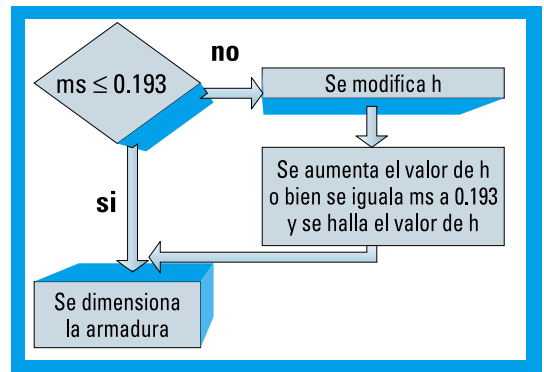 ms ≤ 0.193
no
Se modifica h
Se aumenta el valor de h
o bien se iguala ms a 0.193
y se halla el valor de h
si
Se dimensiona
la armadura